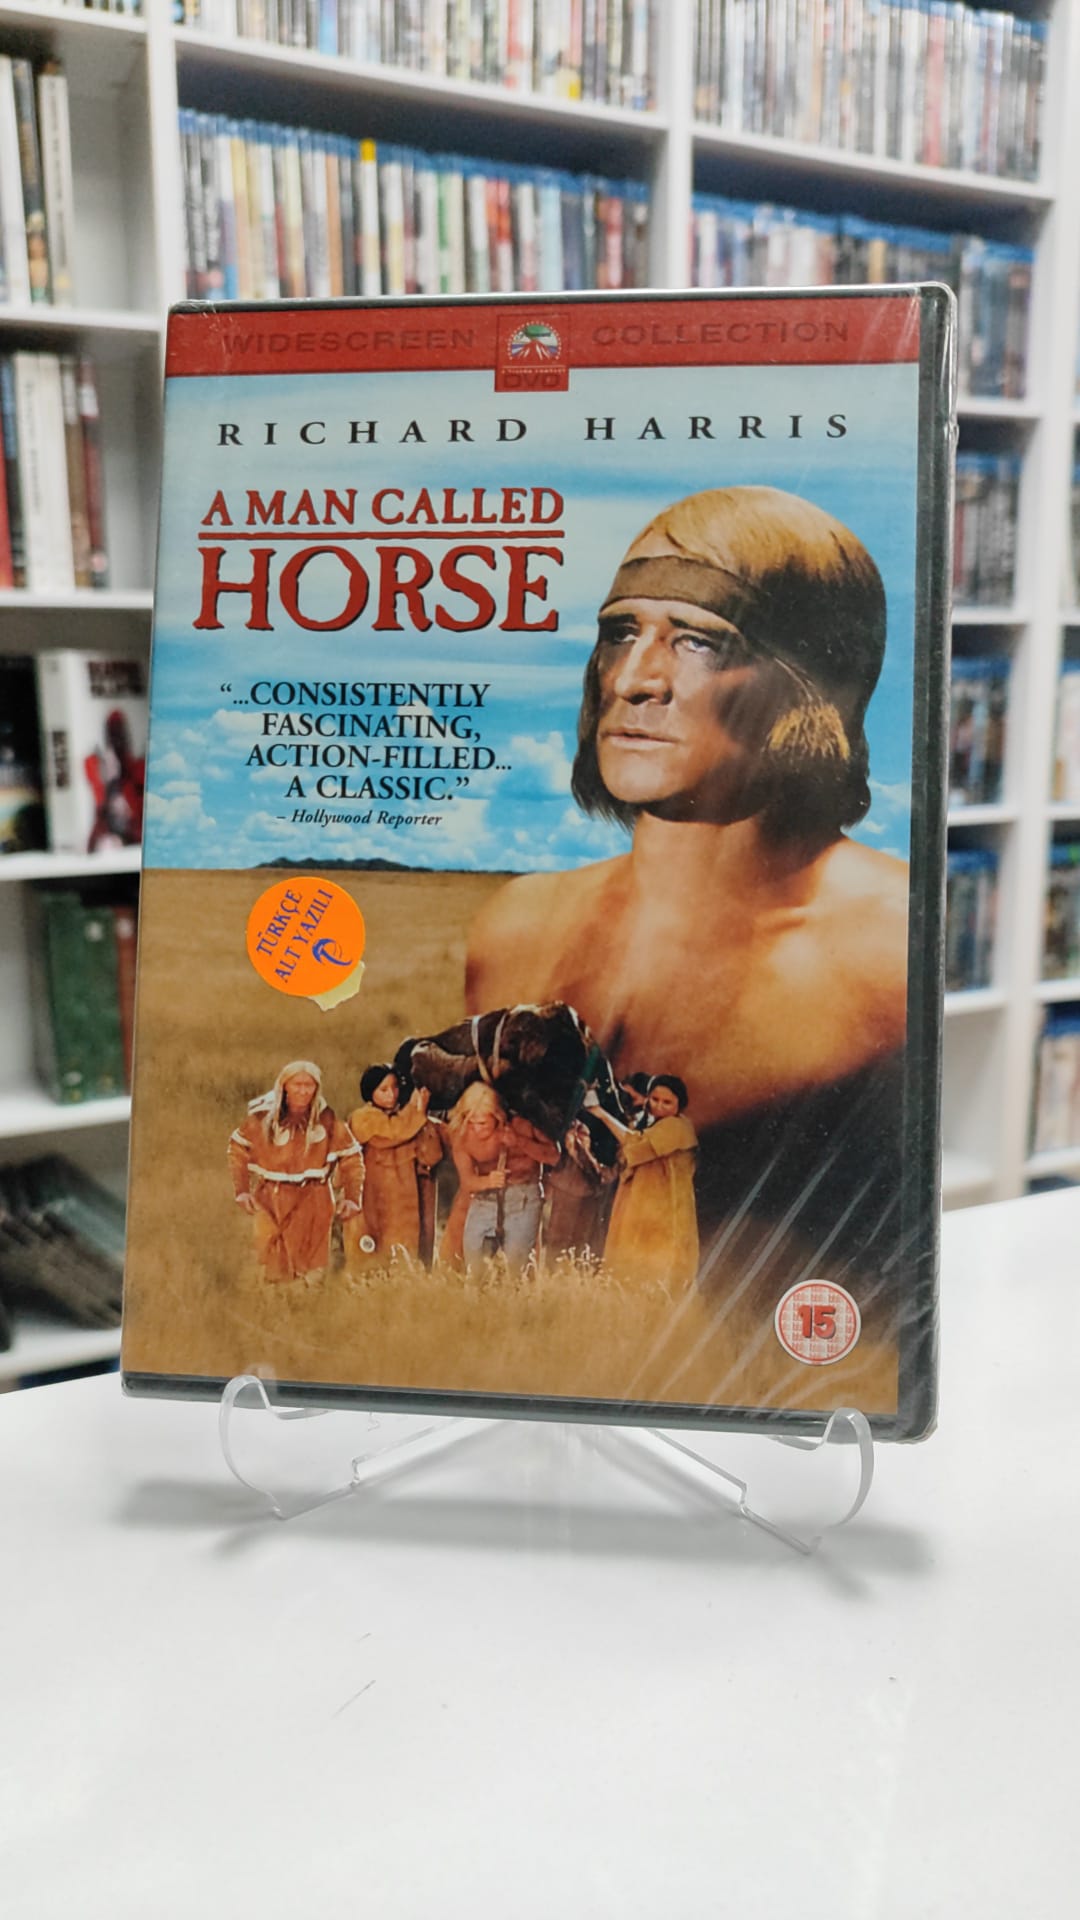 WIDESCREEN COLLECTION
DVD
RICHARD HARRIS
A MAN CALLED
HORSE
“...CONSISTENTLY
FASCINATING,
ACTION-FILLED...
A CLASSIC.”
– Hollywood Reporter
TÜRKÇE
ALT YAZILI
15